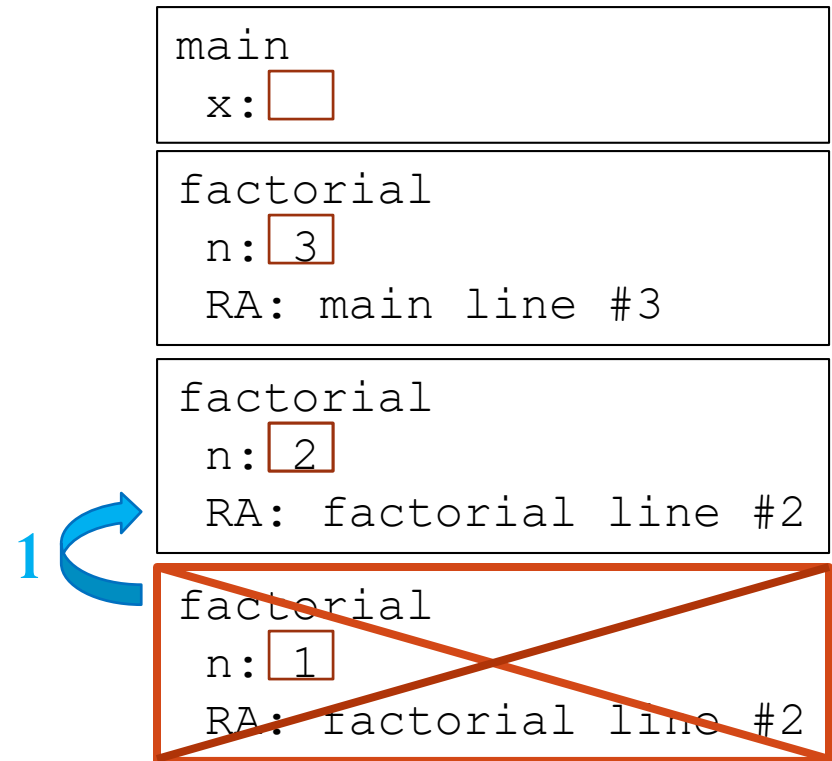 main
x:
factorial
n: 3
RA: main line #3
factorial
n: 2
RA: factorial line #2
1
factorial
n: 1
RA: factorial line #2